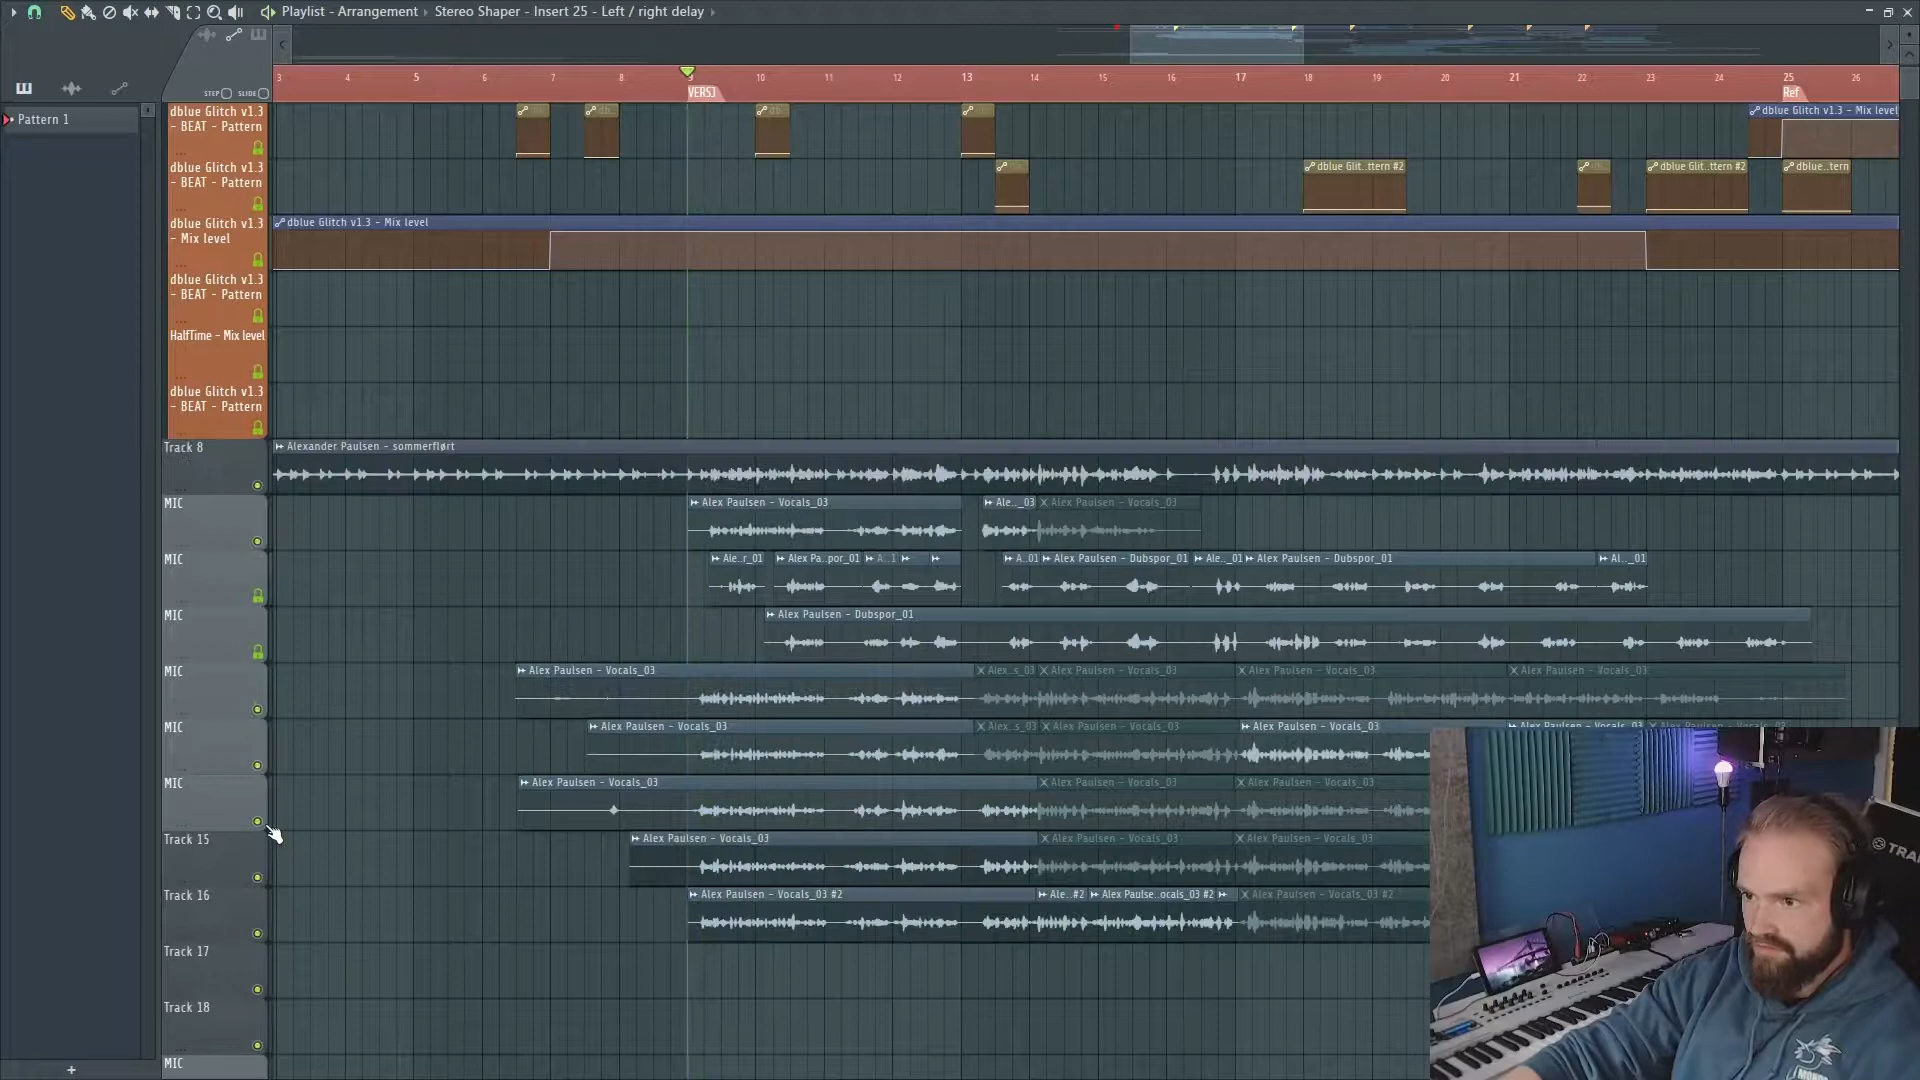 Playlist - Arrangement › Stereo Shaper - Insert 25 - Left / right delay ›
STEP SLIDE
3 4 5 6 7 8 9 10 11 12 13 14 15 16 17 18 19 20 21 22 23 24 25 26
VERS1 Ref
Pattern 1
dblue Glitch v1.3
- BEAT - Pattern
dblue Glitch v1.3 - Mix level
dblue Glitch v1.3
- BEAT - Pattern
dblue Glit..ttern #2
dblue Glit..ttern #2
dblue..tern
dblue Glitch v1.3
- Mix level
dblue Glitch v1.3 - Mix level
dblue Glitch v1.3
- BEAT - Pattern
HalfTime - Mix level
dblue Glitch v1.3
- BEAT - Pattern
Track 8
Alexander Paulsen - sommerflørt
MIC
Alex Paulsen - Vocals_03
Ale.._03
Alex Paulsen - Vocals_03
MIC
Ale..r_01
Alex Pa..por_01
A..1
A..01
Alex Paulsen - Dubspor_01
Ale.._01
Alex Paulsen - Dubspor_01
Al.._01
MIC
Alex Paulsen - Dubspor_01
MIC
Alex Paulsen - Vocals_03
Alex..s_03
Alex Paulsen - Vocals_03
Alex Paulsen - Vocals_03
Alex Paulsen - Vocals_03
MIC
Alex Paulsen - Vocals_03
Alex..s_03
Alex Paulsen - Vocals_03
Alex Paulsen - Vocals_03
Alex Paulsen - Vocals_03
MIC
Alex Paulsen - Vocals_03
Alex Paulsen - Vocals_03
Alex Paulsen - Vocals_03
Track 15
Alex Paulsen - Vocals_03
Alex Paulsen - Vocals_03
Alex Paulsen - Vocals_03
Track 16
Alex Paulsen - Vocals_03 #2
Ale..#2
Alex Paulse..ocals_03 #2
Alex Paulsen - Vocals_03 #2
Track 17
Track 18
MIC